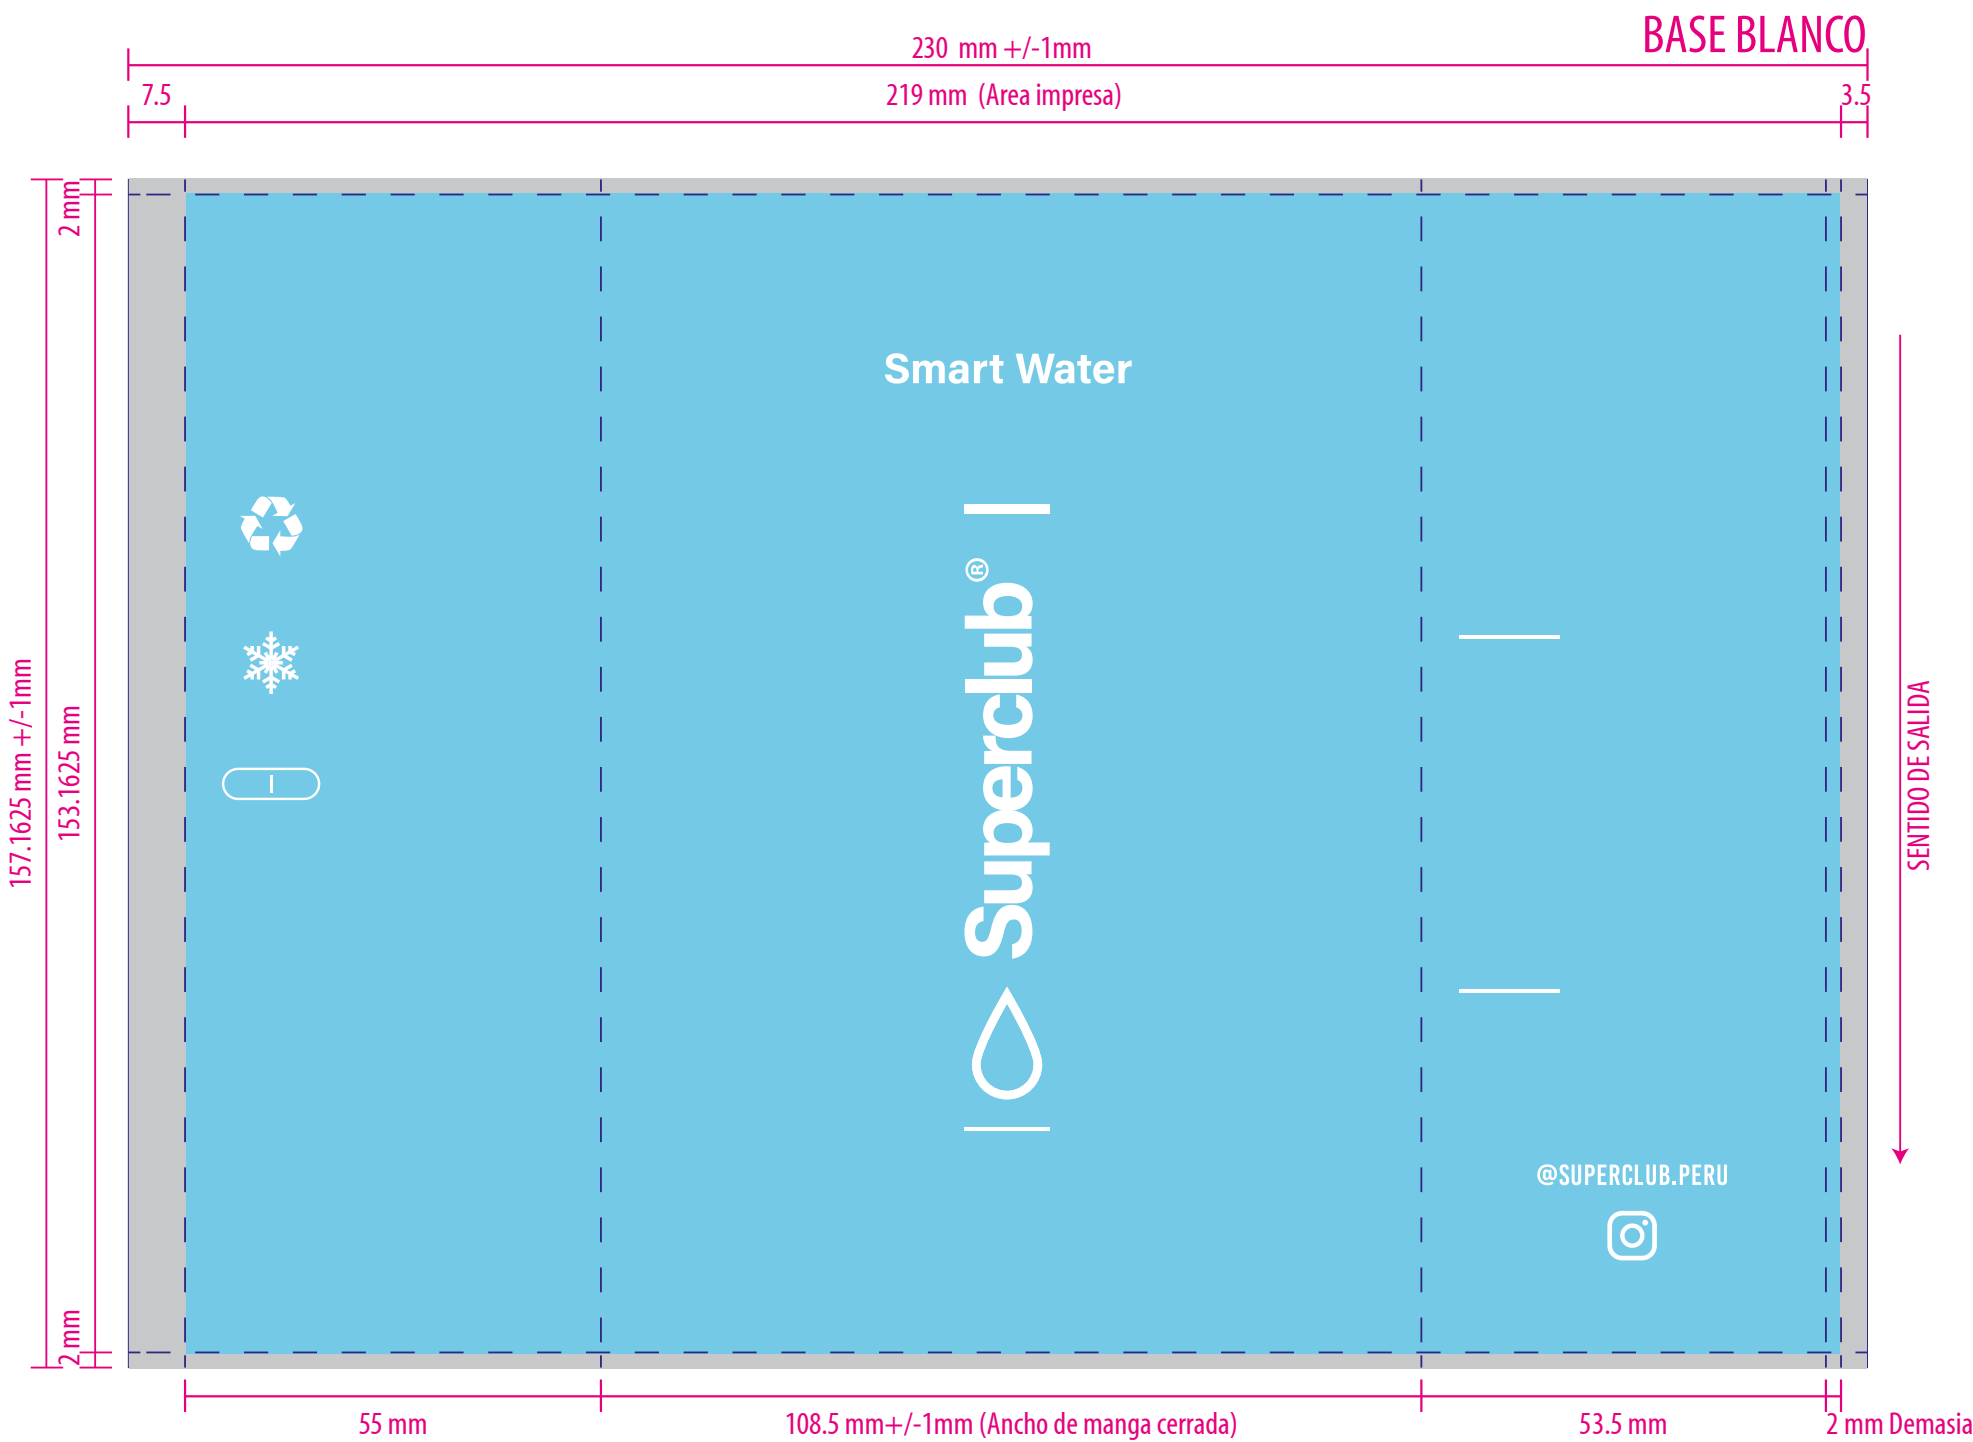 BASE BLANCO
230 mm +/-1mm
7.5
219 mm (Area impresa)
3.5
2 mm
157.1625 mm +/-1mm
153.1625 mm
2 mm
Smart Water
Superclub®
@SUPERCLUB.PERU
SENTIDO DE SALIDA
55 mm
108.5 mm+/-1mm (Ancho de manga cerrada)
53.5 mm
2 mm Demasia